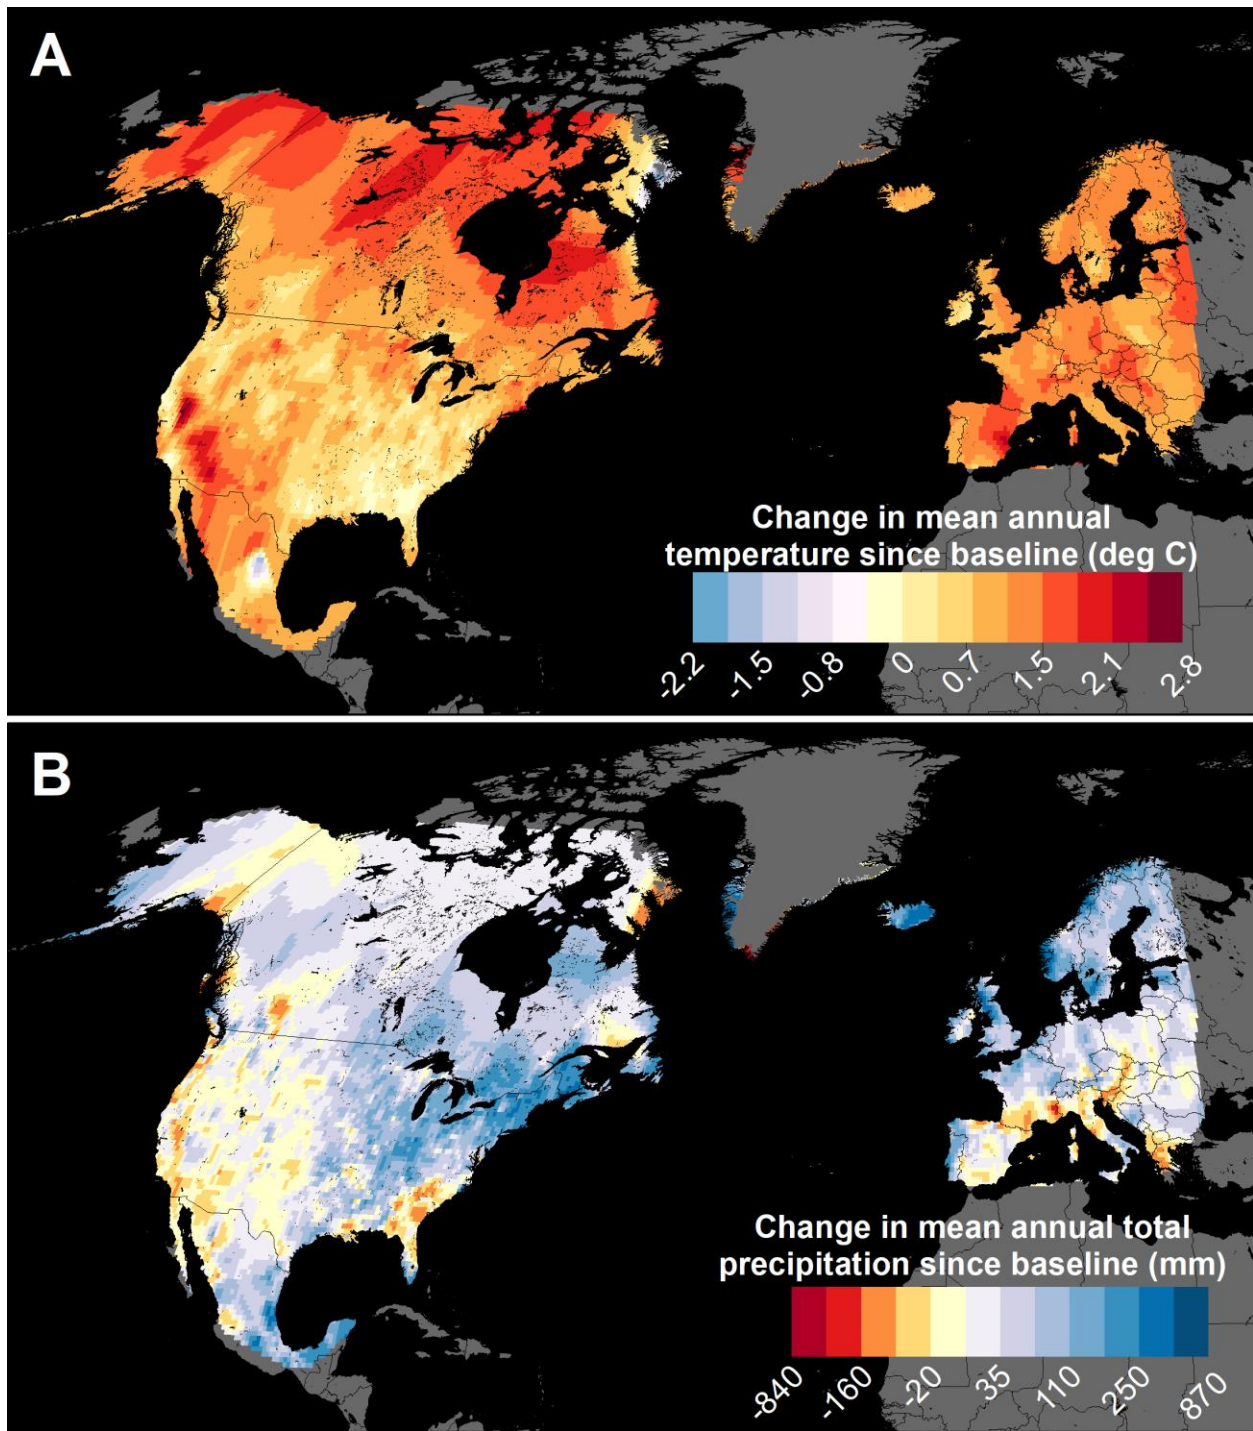 A
Change in mean annual
temperature since baseline (deg C)
-2.2 -1.5 -0.8 0 0.7 1.5 2.1 2.8
B
Change in mean annual total
precipitation since baseline (mm)
-840 -160 -20 35 110 250 870